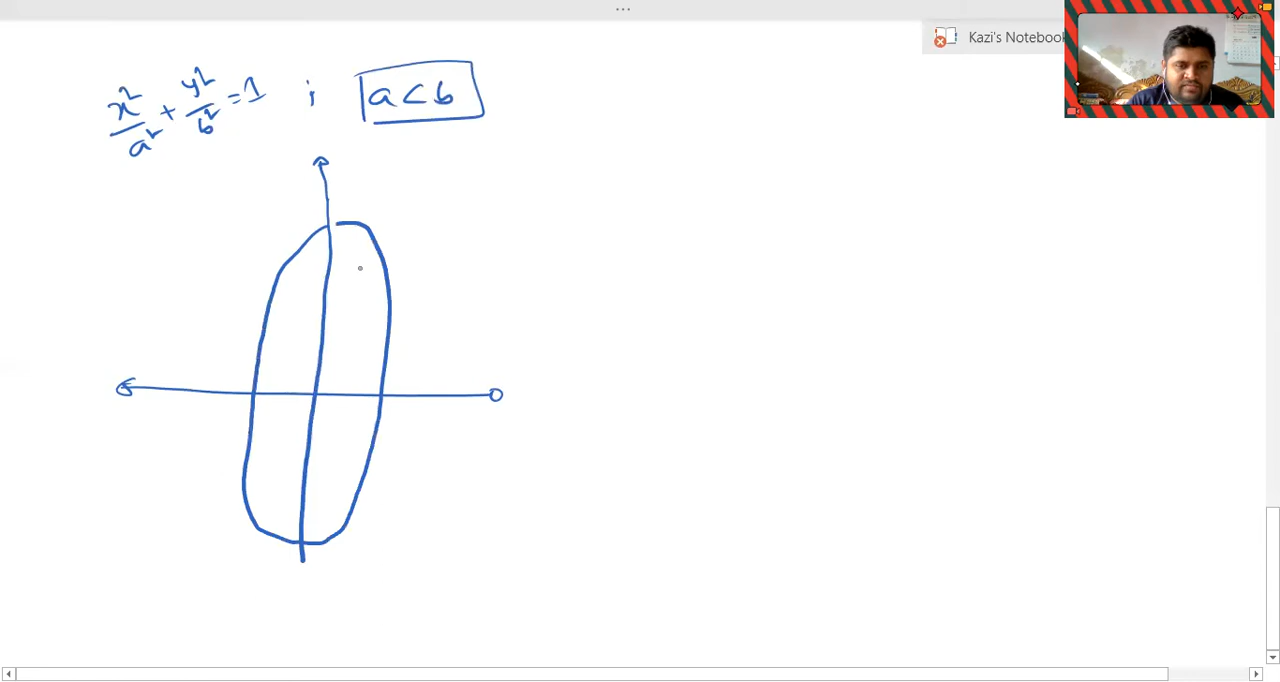 Kazi's Notebook
x²/a² + y²/b² = 1 ; a < b